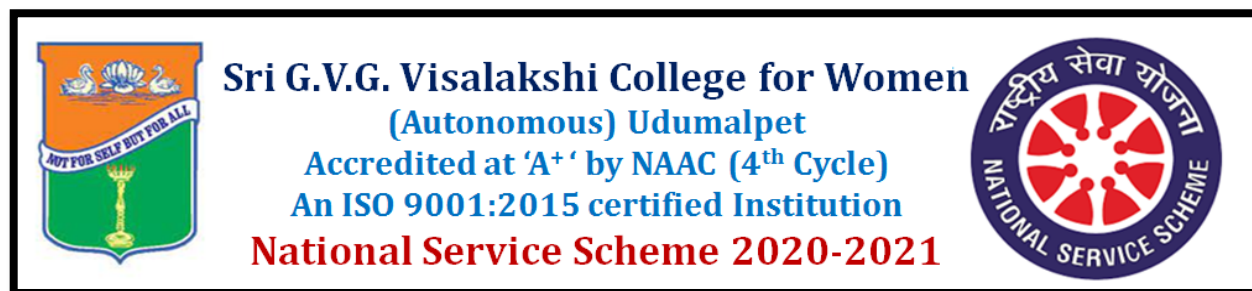 NOT FOR SELF BUT FOR ALL
Sri G.V.G. Visalakshi College for Women
(Autonomous) Udumalpet
Accredited at ‘A⁺ ‘ by NAAC (4ᵗʰ Cycle)
An ISO 9001:2015 certified Institution
National Service Scheme 2020-2021
राष्ट्रीय सेवा योजना
NATIONAL SERVICE SCHEME